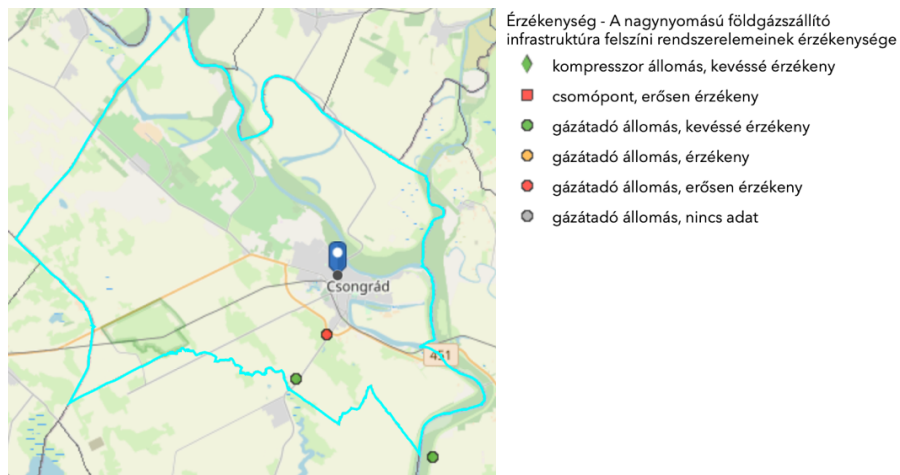 Érzékenység - A nagynyomású földgázszállító
infrastruktúra felszíni rendszerelemeinek érzékenysége
kompresszor állomás, kevéssé érzékeny
csomópont, erősen érzékeny
gázátadó állomás, kevéssé érzékeny
gázátadó állomás, érzékeny
gázátadó állomás, erősen érzékeny
gázátadó állomás, nincs adat
Csongrád
451